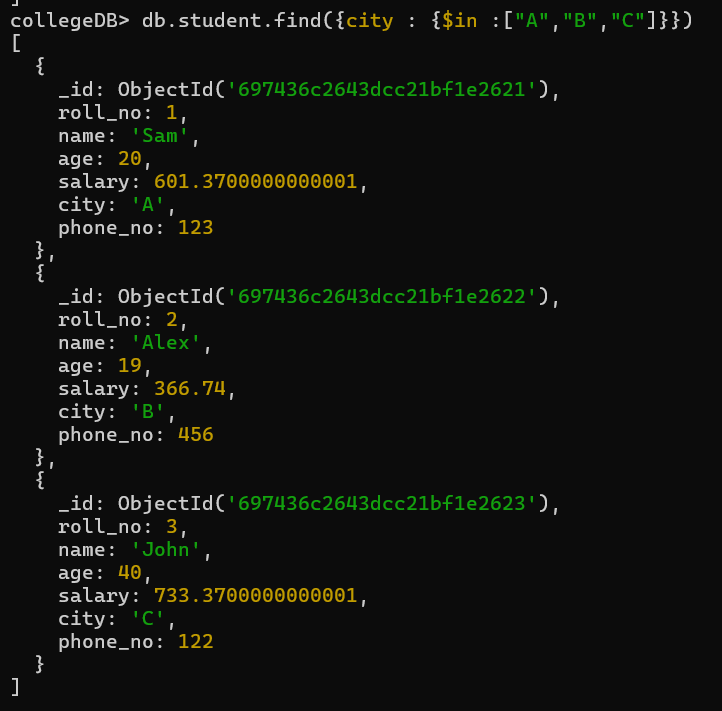 ]
collegeDB> db.student.find({city : {$in :["A","B","C"]}})
[
  {
    _id: ObjectId('697436c2643dcc21bf1e2621'),
    roll_no: 1,
    name: 'Sam',
    age: 20,
    salary: 601.3700000000001,
    city: 'A',
    phone_no: 123
  },
  {
    _id: ObjectId('697436c2643dcc21bf1e2622'),
    roll_no: 2,
    name: 'Alex',
    age: 19,
    salary: 366.74,
    city: 'B',
    phone_no: 456
  },
  {
    _id: ObjectId('697436c2643dcc21bf1e2623'),
    roll_no: 3,
    name: 'John',
    age: 40,
    salary: 733.3700000000001,
    city: 'C',
    phone_no: 122
  }
]